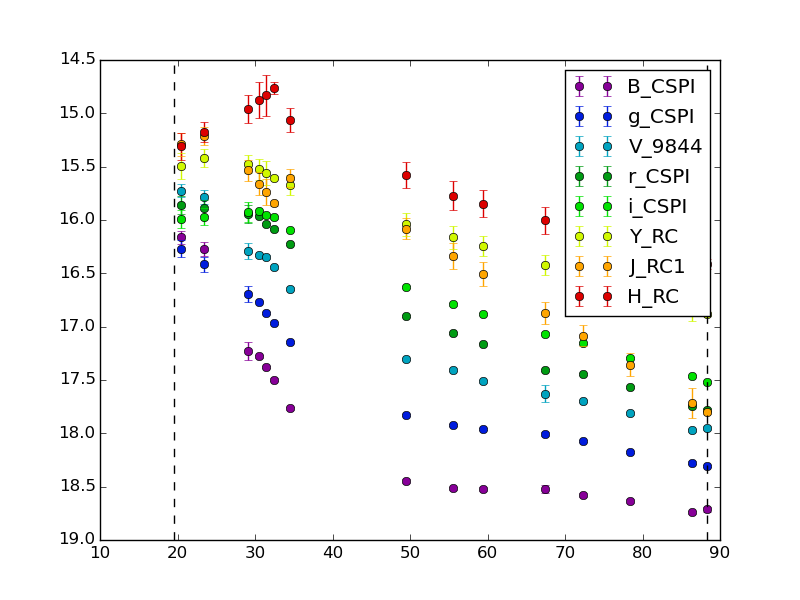 14.5
15.0
15.5
16.0
16.5
17.0
17.5
18.0
18.5
19.0
10 20 30 40 50 60 70 80 90
B_CSPI
g_CSPI
V_9844
r_CSPI
i_CSPI
Y_RC
J_RC1
H_RC